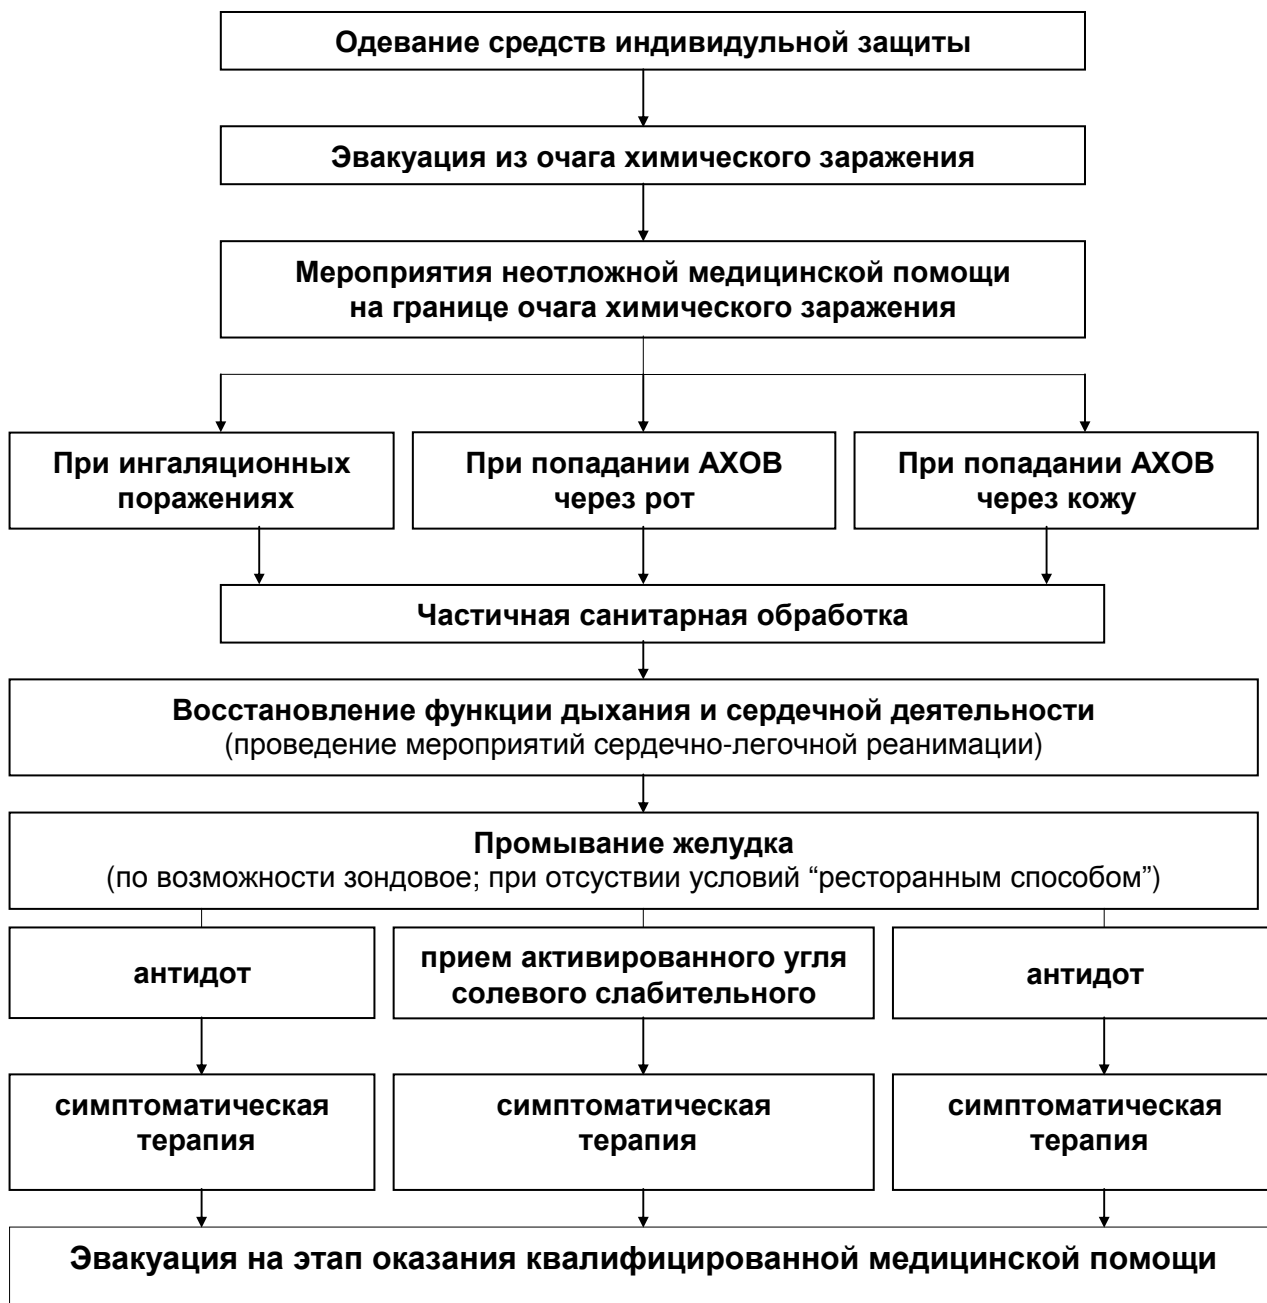 Одевание средств индивидульной защиты
Эвакуация из очага химического заражения
Мероприятия неотложной медицинской помощи
на границе очага химического заражения
При ингаляционных
поражениях
При попадании АХОВ
через рот
При попадании АХОВ
через кожу
Частичная санитарная обработка
Восстановление функции дыхания и сердечной деятельности
(проведение мероприятий сердечно-легочной реанимации)
Промывание желудка
(по возможности зондовое; при отсуствии условий “ресторанным способом”)
антидот
прием активированного угля
солевого слабительного
антидот
симптоматическая
терапия
симптоматическая
терапия
симптоматическая
терапия
Эвакуация на этап оказания квалифицированной медицинской помощи